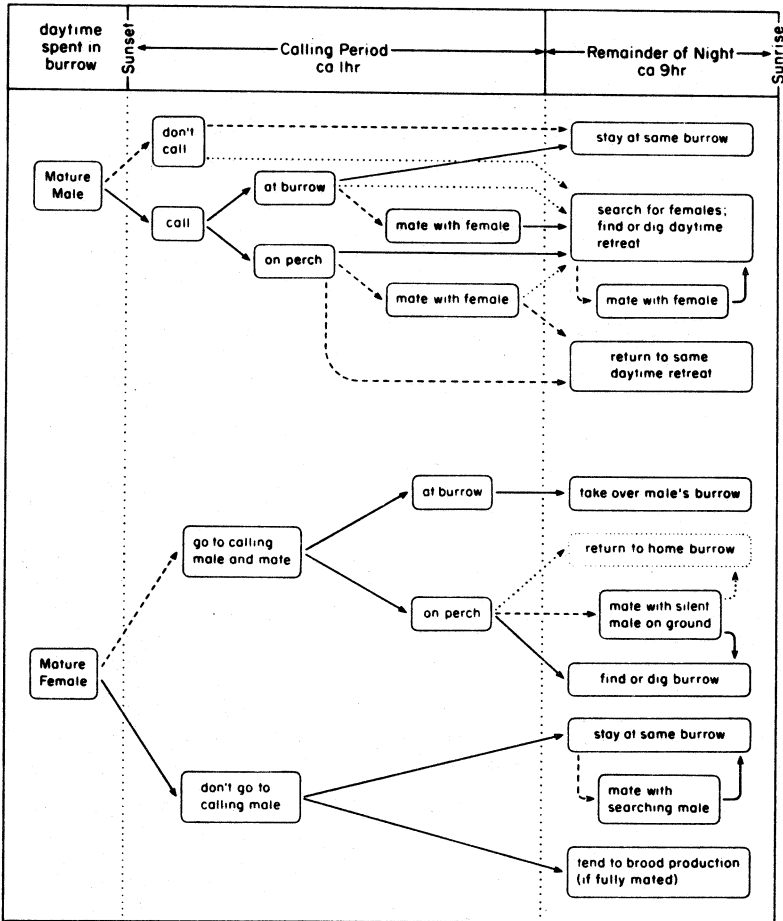 daytime
spent in
burrow
Sunset
Calling Period
ca 1hr
Remainder of Night
ca 9hr
Sunrise
don't
call
stay at same burrow
Mature
Male
at burrow
call
mate with female
search for females;
find or dig daytime
retreat
on perch
mate with female
mate with female
return to same
daytime retreat
at burrow
take over male's burrow
go to calling
male and mate
return to home burrow
on perch
mate with silent
male on ground
Mature
Female
find or dig burrow
stay at same burrow
don't go to
calling male
mate with
searching male
tend to brood production
(if fully mated)